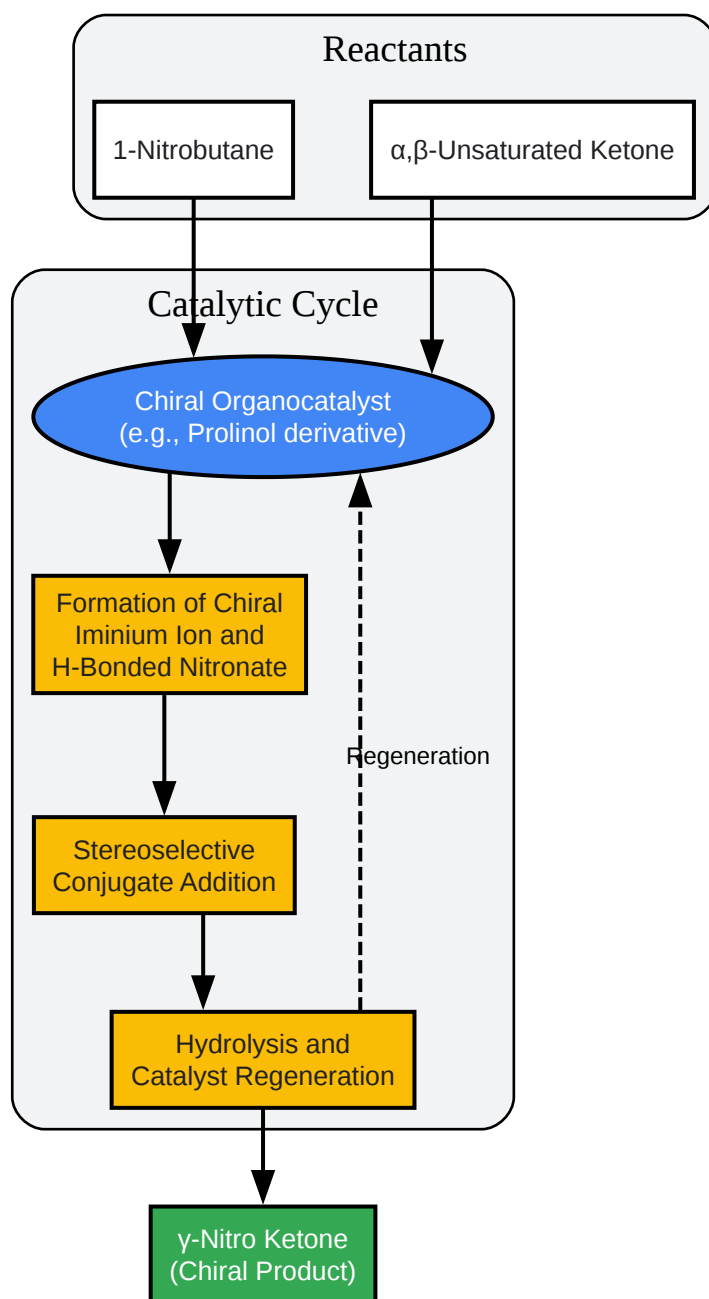 Reactants
1-Nitrobutane
α,β-Unsaturated Ketone
Catalytic Cycle
Chiral Organocatalyst
(e.g., Prolinol derivative)
Formation of Chiral
Iminium Ion and
H-Bonded Nitronate
Regeneration
Stereoselective
Conjugate Addition
Hydrolysis and
Catalyst Regeneration
γ-Nitro Ketone
(Chiral Product)